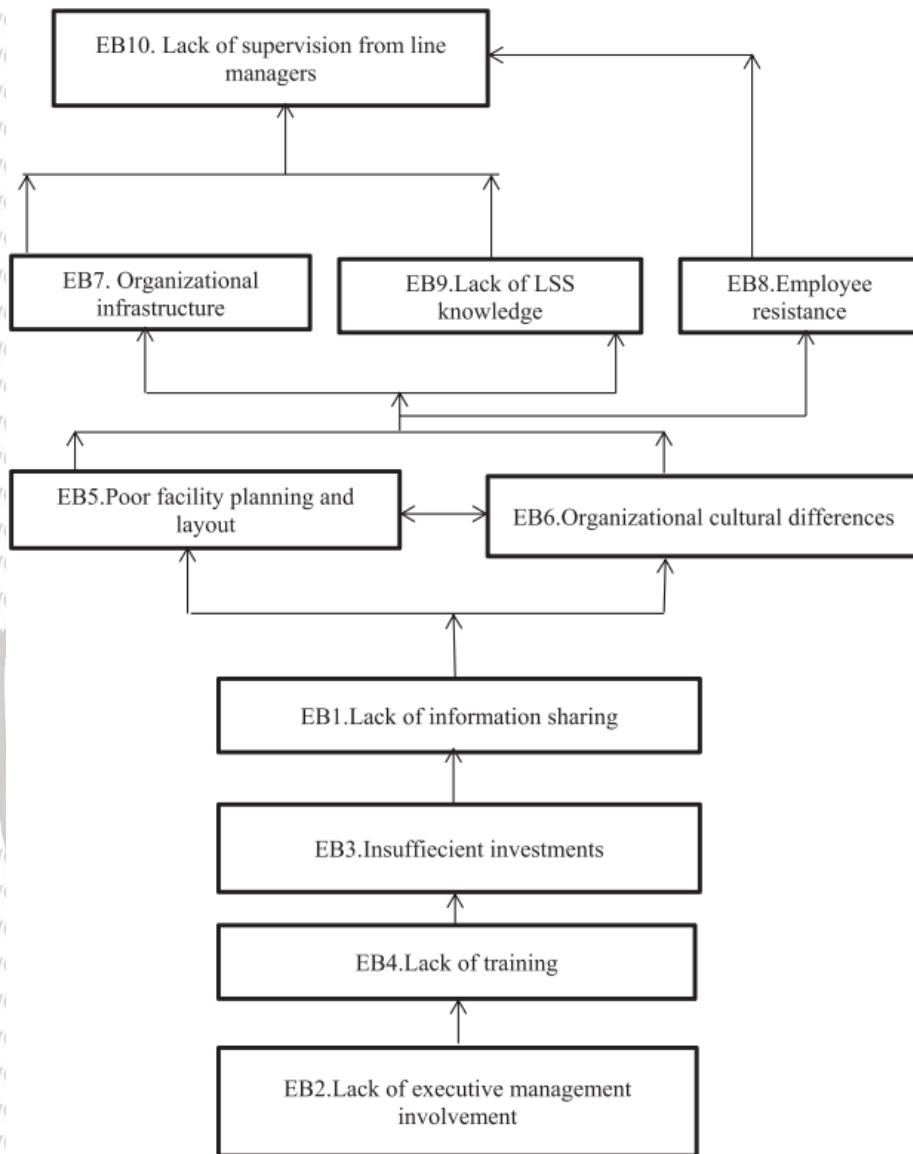 EB10. Lack of supervision from line
managers
EB7. Organizational
infrastructure
EB9.Lack of LSS
knowledge
EB8.Employee
resistance
EB5.Poor facility planning and
layout
EB6.Organizational cultural differences
EB1.Lack of information sharing
EB3.Insuffiecient investments
EB4.Lack of training
EB2.Lack of executive management
involvement